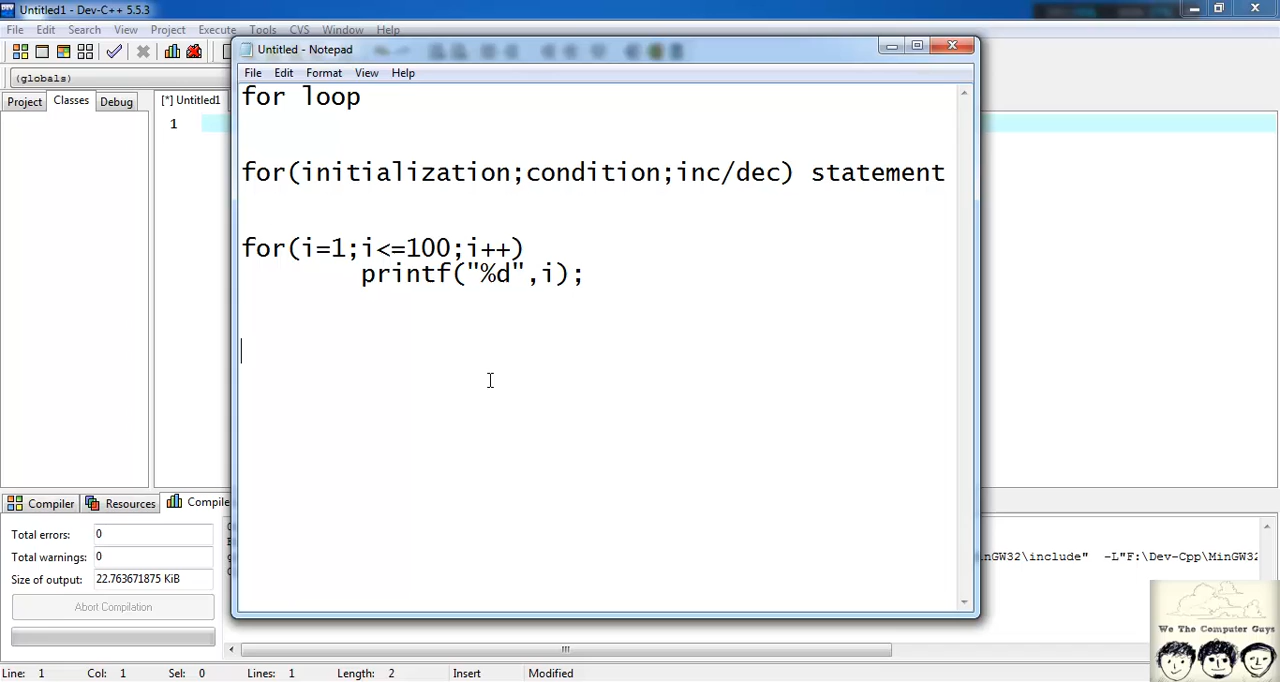 Untitled1 - Dev-C++ 5.5.3
File Edit Search View Project Execute Tools CVS Window Help
(globals)
Project Classes Debug
[*] Untitled1
1
Untitled - Notepad
File Edit Format View Help
for loop
for(initialization;condition;inc/dec) statement
for(i=1;i<=100;i++)
printf("%d",i);
Compiler Resources Compile
Total errors: 0
Total warnings: 0
Size of output: 22.763671875 KiB
Abort Compilation
nGW32\include" -L"F:\Dev-Cpp\MinGW32
We The Computer Guys
Line: 1 Col: 1 Sel: 0 Lines: 1 Length: 2 Insert Modified